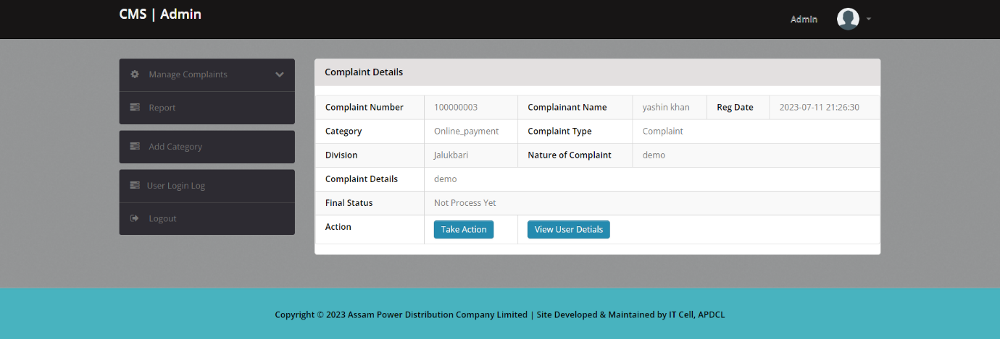 CMS | Admin
Admin
Manage Complaints
Report
Add Category
User Login Log
Logout
Complaint Details
Complaint Number 100000003 Complainant Name yashin khan Reg Date 2023-07-11 21:26:30
Category Online_payment Complaint Type Complaint
Division Jalukbari Nature of Complaint demo
Complaint Details demo
Final Status Not Process Yet
Action Take Action View User Detials
Copyright © 2023 Assam Power Distribution Company Limited | Site Developed & Maintained by IT Cell, APDCL